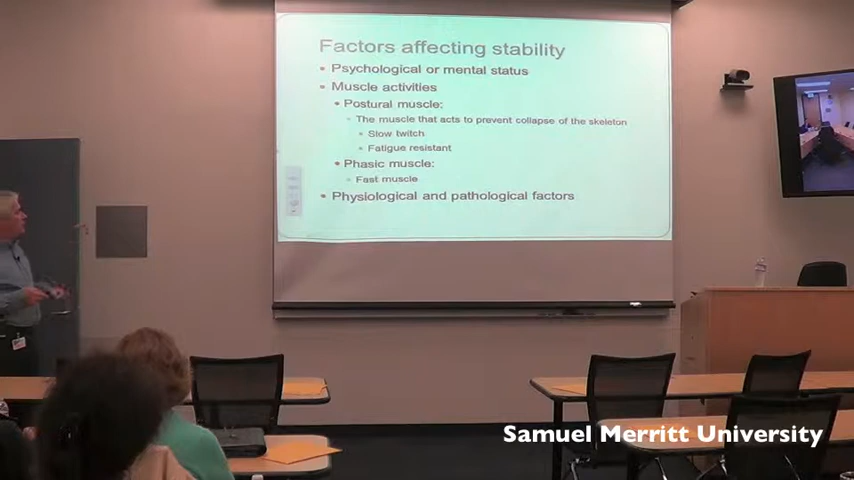 Factors affecting stability
• Psychological or mental status
• Muscle activities
• Postural muscle:
• The muscle that acts to prevent collapse of the skeleton
• Slow twitch
• Fatigue resistant
• Phasic muscle:
• Fast muscle
• Physiological and pathological factors
Samuel Merritt University